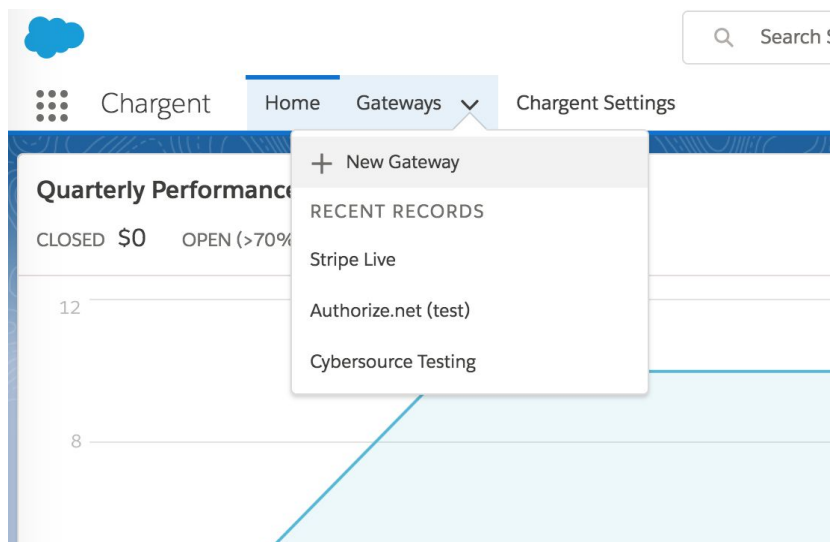 Search
Chargent Home Gateways Chargent Settings
+ New Gateway
Quarterly Performance
RECENT RECORDS
CLOSED $0 OPEN (>70%
Stripe Live
12
Authorize.net (test)
Cybersource Testing
8